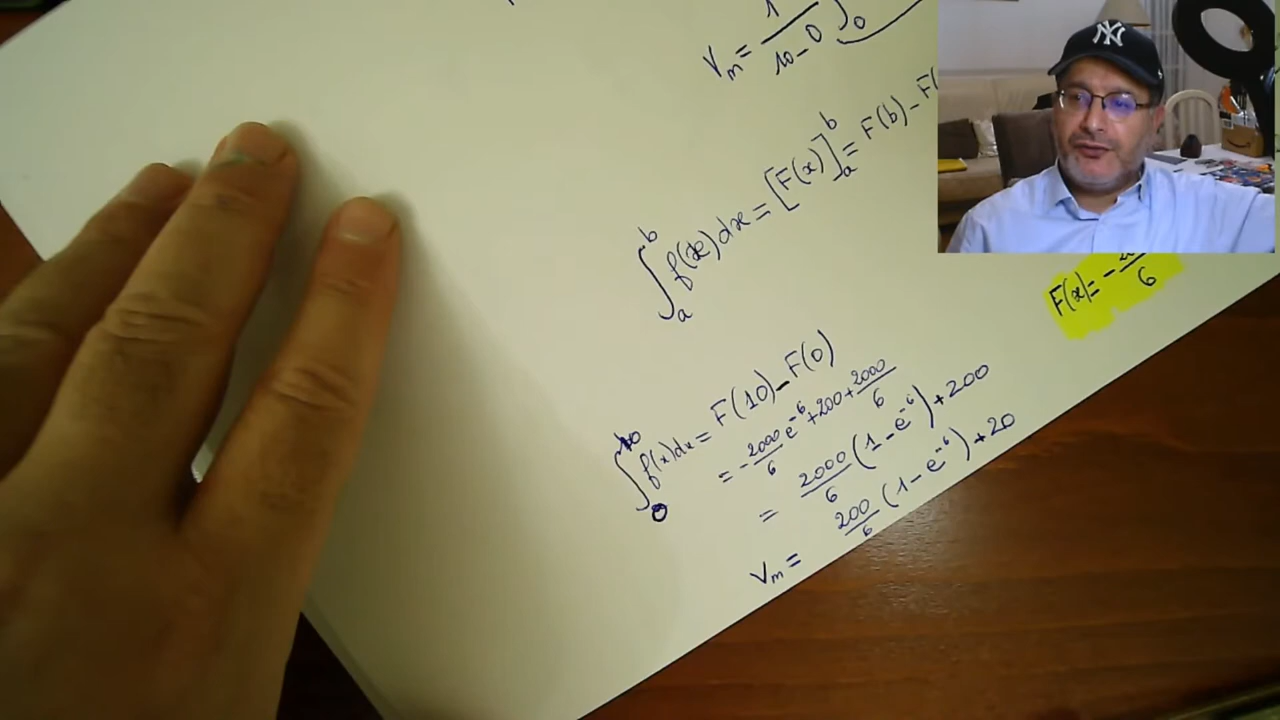 V_m = 1/(10-0) ∫_0
∫_a^b f(x)dx = [F(x)]_a^b = F(b) - F(
F(x) = - /6
∫_0^10 f(x)dx = F(10) - F(0)
= - 2000/6 e^-6 + 200 + 2000/6
= 2000/6 (1 - e^-6) + 200
V_m = 200/6 (1 - e^-6) + 20
NY